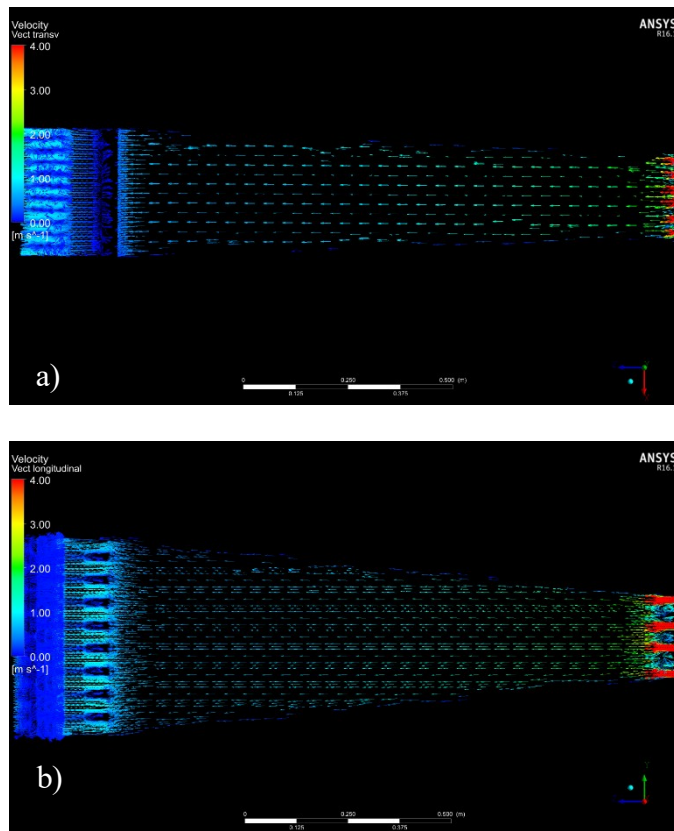 Velocity
Vect transv
ANSYS
R16.
4.00
3.00
2.00
1.00
0.00
[m s^-1]
a)
0 0.250 0.500 (m)
0.125 0.375
Velocity
Vect longitudinal
ANSYS
R16.
4.00
3.00
2.00
1.00
0.00
[m s^-1]
Y
b)
0 0.250 0.500 (m)
0.125 0.375